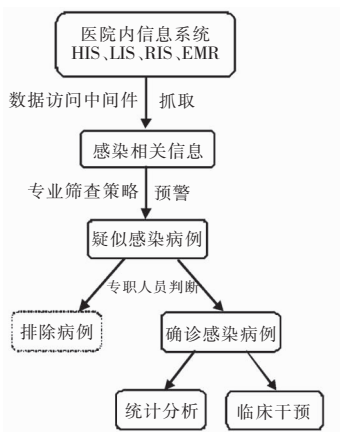 医院内信息系统
HIS、LIS、RIS、EMR
数据访问中间件 抓取
感染相关信息
专业筛查策略 预警
疑似感染病例
专职人员判断
排除病例 确诊感染病例
统计分析 临床干预